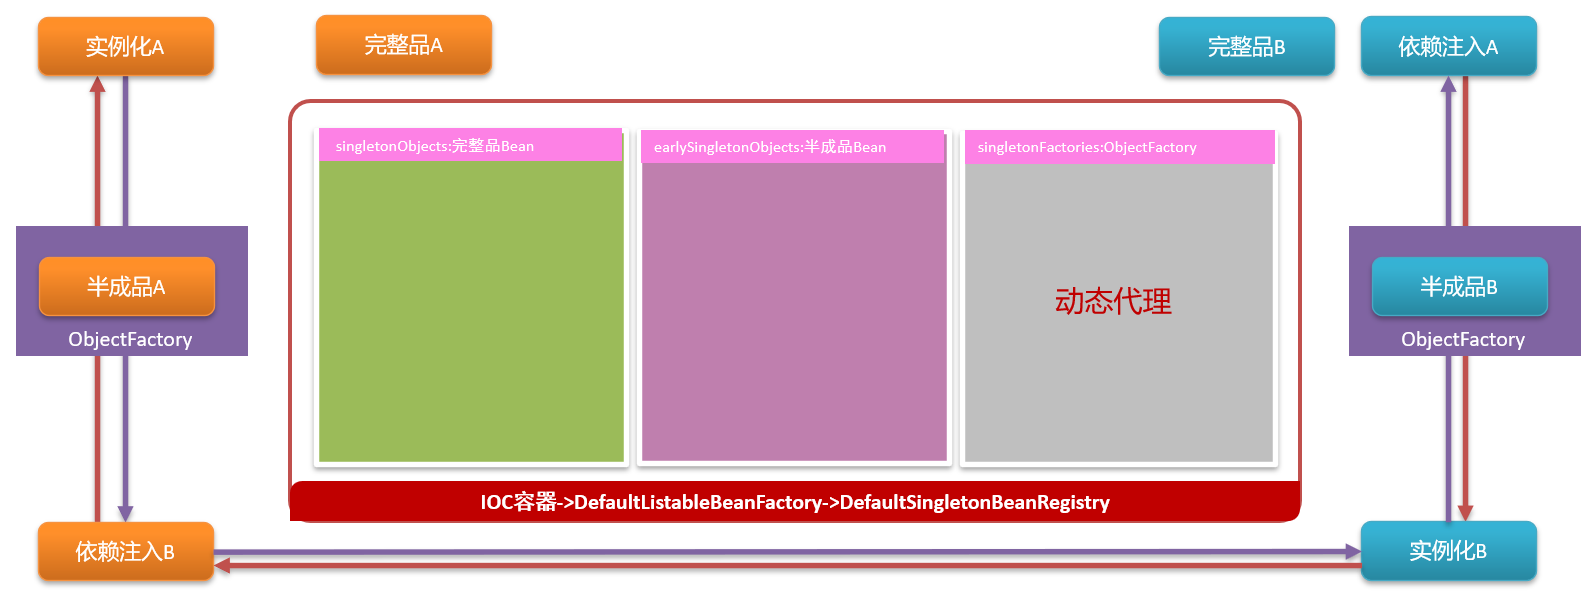 实例化A
完整品A
完整品B
依赖注入A
singletonObjects:完整品Bean
earlySingletonObjects:半成品Bean
singletonFactories:ObjectFactory
半成品A
ObjectFactory
动态代理
半成品B
ObjectFactory
IOC容器->DefaultListableBeanFactory->DefaultSingletonBeanRegistry
依赖注入B
实例化B